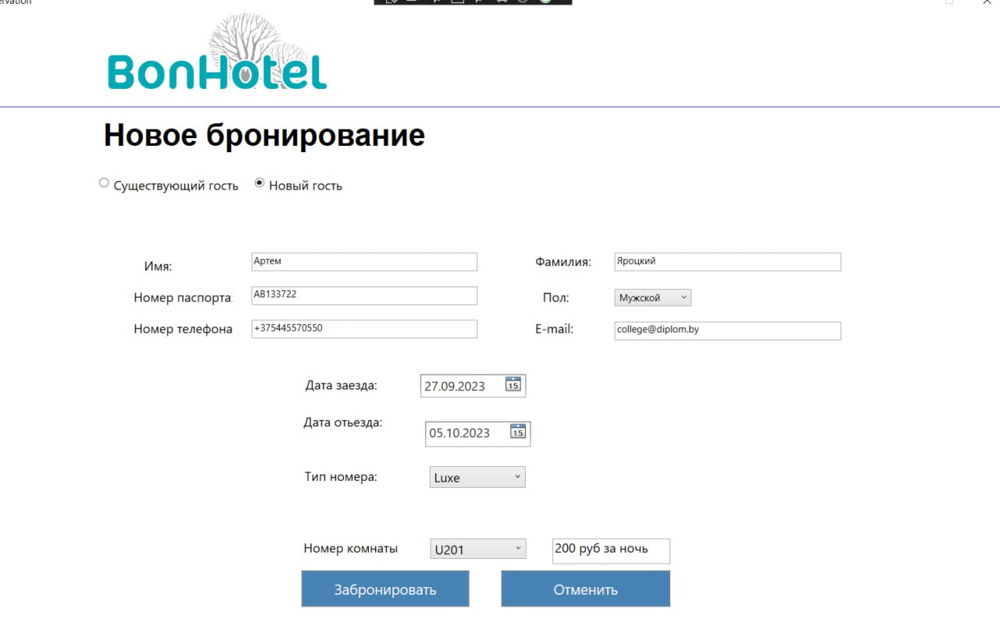 ervation
BonHotel
Новое бронирование
Существующий гость Новый гость
Имя: Артем Фамилия: Яроцкий
Номер паспорта: АВ133722 Пол: Мужской
Номер телефона +375445570550 E-mail: college@diplom.by
Дата заезда: 27.09.2023 15
Дата отьезда: 05.10.2023 15
Тип номера: Luxe
Номер комнаты U201 200 руб за ночь
Забронировать Отменить